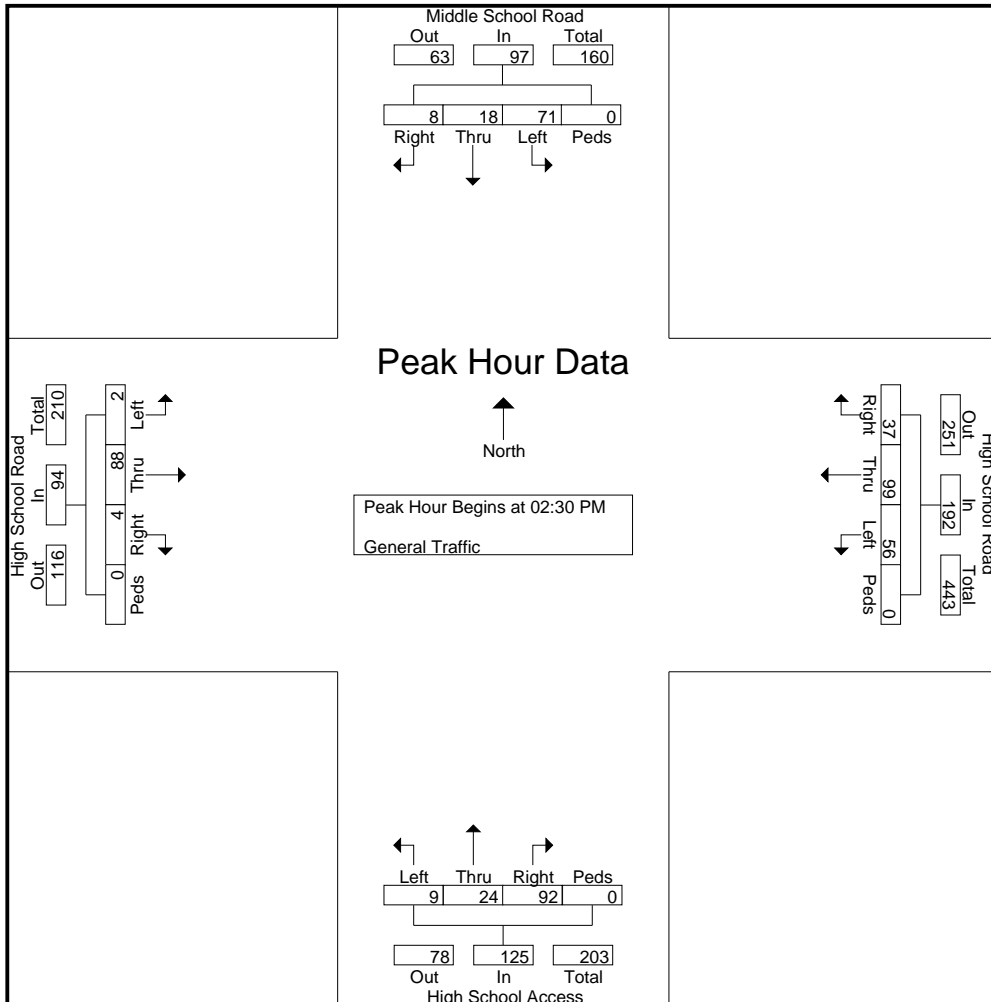 Middle School Road
Out In Total
63 97 160
8 18 71 0
Right Thru Left Peds
Peak Hour Data
North
Peak Hour Begins at 02:30 PM
General Traffic
High School Road
Total In Out
210 94 116
2 88 4 0
Left Thru Right Peds
Right Thru Left Peds
37 99 56 0
251 192 443
Out In Total
High School Road
Left Thru Right Peds
9 24 92 0
78 125 203
Out In Total
High School Access